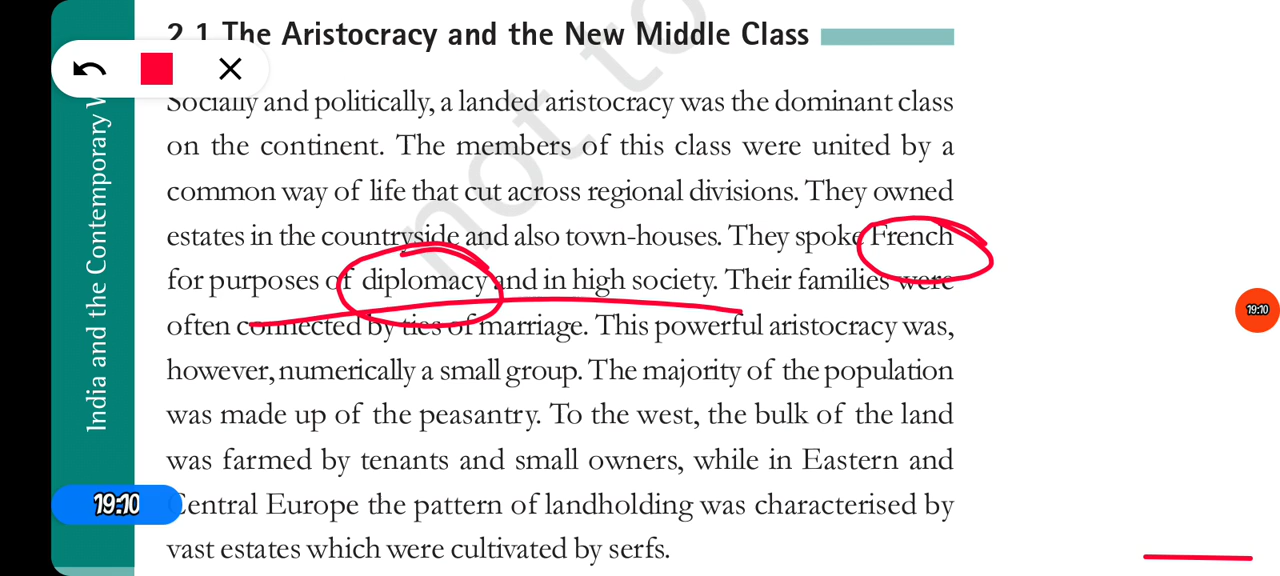 2.1 The Aristocracy and the New Middle Class
Socially and politically, a landed aristocracy was the dominant class
on the continent. The members of this class were united by a
common way of life that cut across regional divisions. They owned
estates in the countryside and also town-houses. They spoke French
for purposes of diplomacy and in high society. Their families were
often connected by ties of marriage. This powerful aristocracy was,
however, numerically a small group. The majority of the population
was made up of the peasantry. To the west, the bulk of the land
was farmed by tenants and small owners, while in Eastern and
Central Europe the pattern of landholding was characterised by
vast estates which were cultivated by serfs.
India and the Contemporary W
not to
19:10
19:10